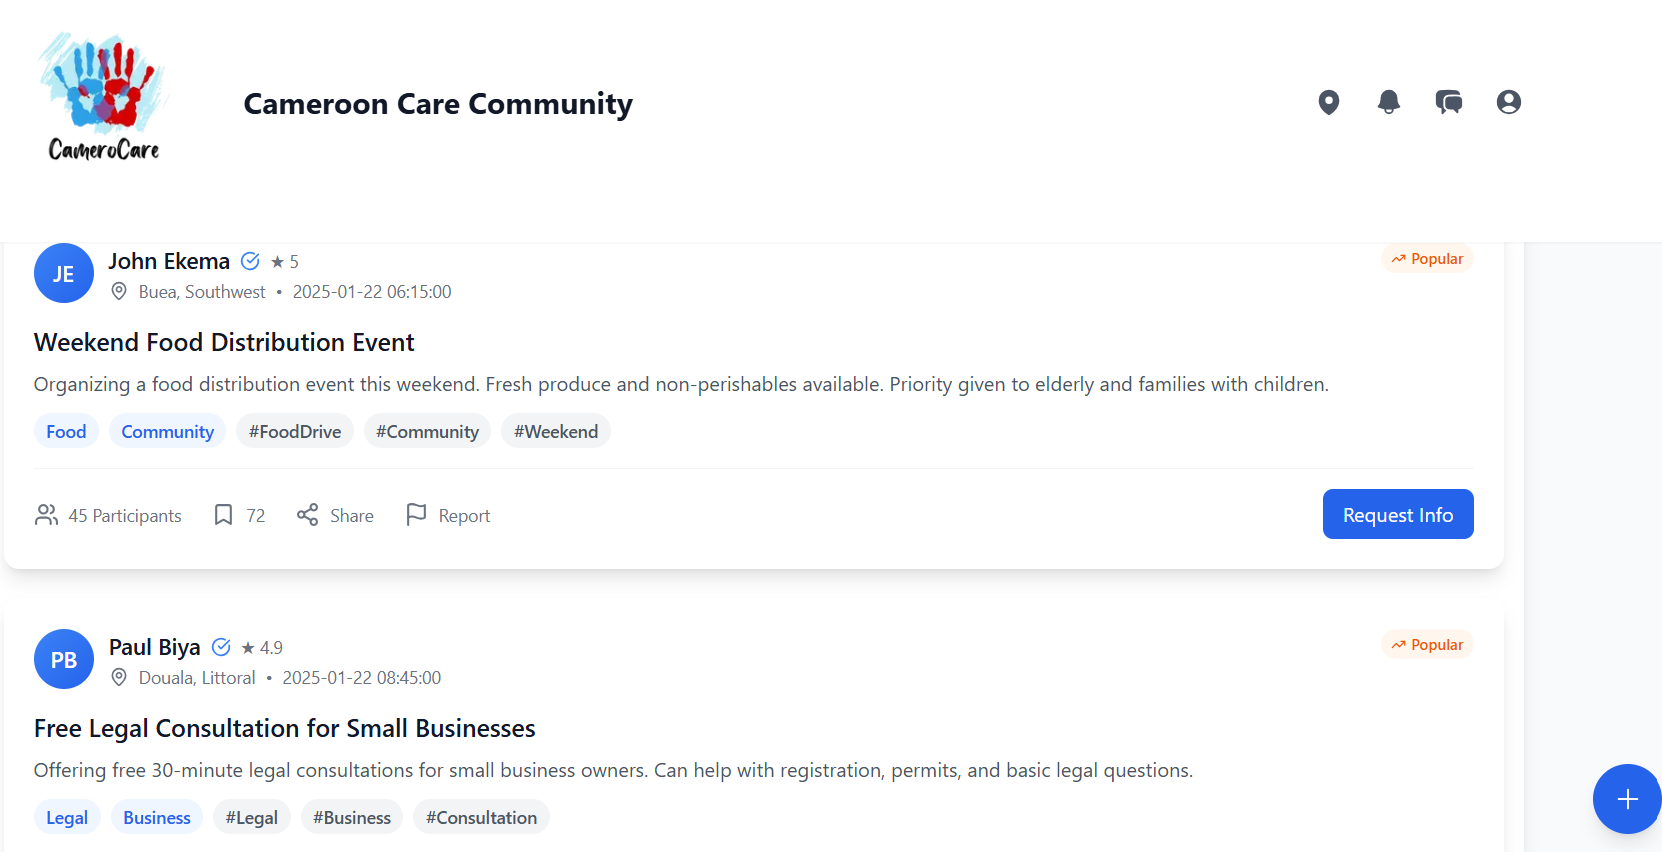 CameroCare
Cameroon Care Community
JE
John Ekema ★ 5
Buea, Southwest • 2025-01-22 06:15:00
Popular
Weekend Food Distribution Event
Organizing a food distribution event this weekend. Fresh produce and non-perishables available. Priority given to elderly and families with children.
Food Community #FoodDrive #Community #Weekend
45 Participants 72 Share Report
Request Info
PB
Paul Biya ★ 4.9
Douala, Littoral • 2025-01-22 08:45:00
Popular
Free Legal Consultation for Small Businesses
Offering free 30-minute legal consultations for small business owners. Can help with registration, permits, and basic legal questions.
Legal Business #Legal #Business #Consultation